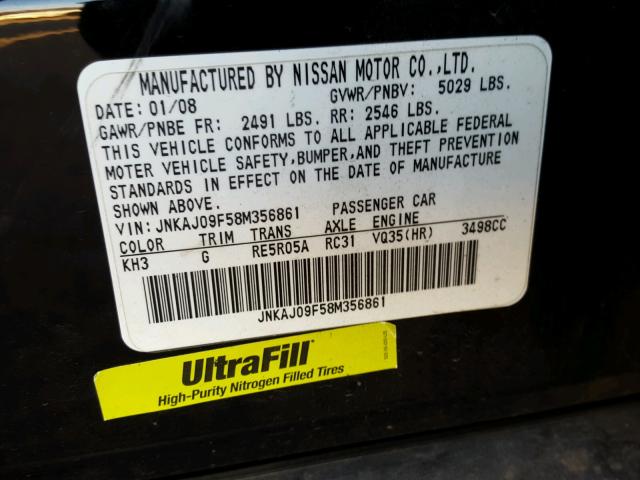 MANUFACTURED BY NISSAN MOTOR CO.,LTD.
DATE: 01/08 GVWR/PNBV: 5029 LBS.
GAWR/PNBE FR: 2491 LBS. RR: 2546 LBS.
THIS VEHICLE CONFORMS TO ALL APPLICABLE FEDERAL
MOTOR VEHICLE SAFETY,BUMPER,AND THEFT PREVENTION
STANDARDS IN EFFECT ON THE DATE OF MANUFACTURE
SHOWN ABOVE.
VIN: JNKAJ09F58M356861 PASSENGER CAR
COLOR TRIM TRANS AXLE ENGINE
KH3 G RE5R05A RC31 VQ35(HR) 3498CC
JNKAJ09F58M356861
UltraFill
High-Purity Nitrogen Filled Tires